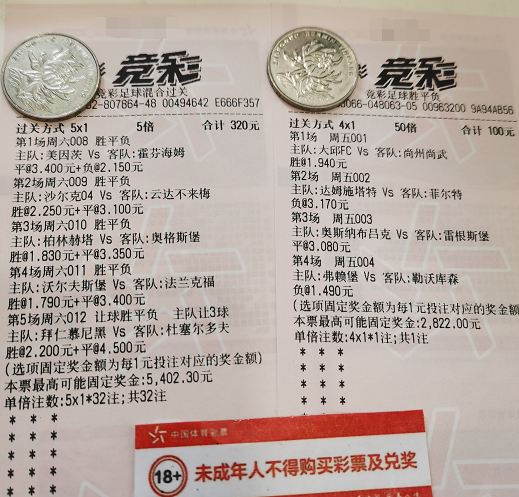 竞彩
竞彩足球混合过关
32-807864-48 00494642 E666F357
过关方式 5x1 5倍 合计 320元
第1场周六008 胜平负
主队:美因茨 Vs 客队:霍芬海姆
平@3.400元+负@2.150元
第2场周六009 胜平负
主队:沙尔克04 Vs 客队:云达不来梅
胜@2.250元+平@3.100元
第3场周六010 胜平负
主队:柏林赫塔 Vs 客队:奥格斯堡
胜@1.830元+平@3.350元
第4场周六011 胜平负
主队:沃尔夫斯堡 Vs 客队:法兰克福
胜@1.790元+平@3.400元
第5场周六012 让球胜平负 主队让3球
主队:拜仁慕尼黑 Vs 客队:杜塞尔多夫
胜@2.200元+平@4.500元
(选项固定奖金额为每1元投注对应的奖金额)
本票最高可能固定奖金:5,402.30元
单倍注数:5x1*32注;共32注
彩 竞彩
竞彩足球胜平负
066-048063-05 00963200 9A94AB56
过关方式 4x1 50倍 合计 100元
第1场 周五001
主队:大邱FC Vs 客队:尚州尚武
胜@1.940元
第2场 周五002
主队:达姆施塔特 Vs 客队:菲尔特
负@3.170元
第3场 周五003
主队:奥斯纳布吕克 Vs 客队:雷根斯堡
平@3.080元
第4场 周五004
主队:弗赖堡 Vs 客队:勒沃库森
负@1.490元
(选项固定奖金额为每1元投注对应的奖金额)
本票最高可能固定奖金:2,822.00元
单倍注数:4x1*1注;共1注
中国体育彩票
18+ 未成年人不得购买彩票及兑奖